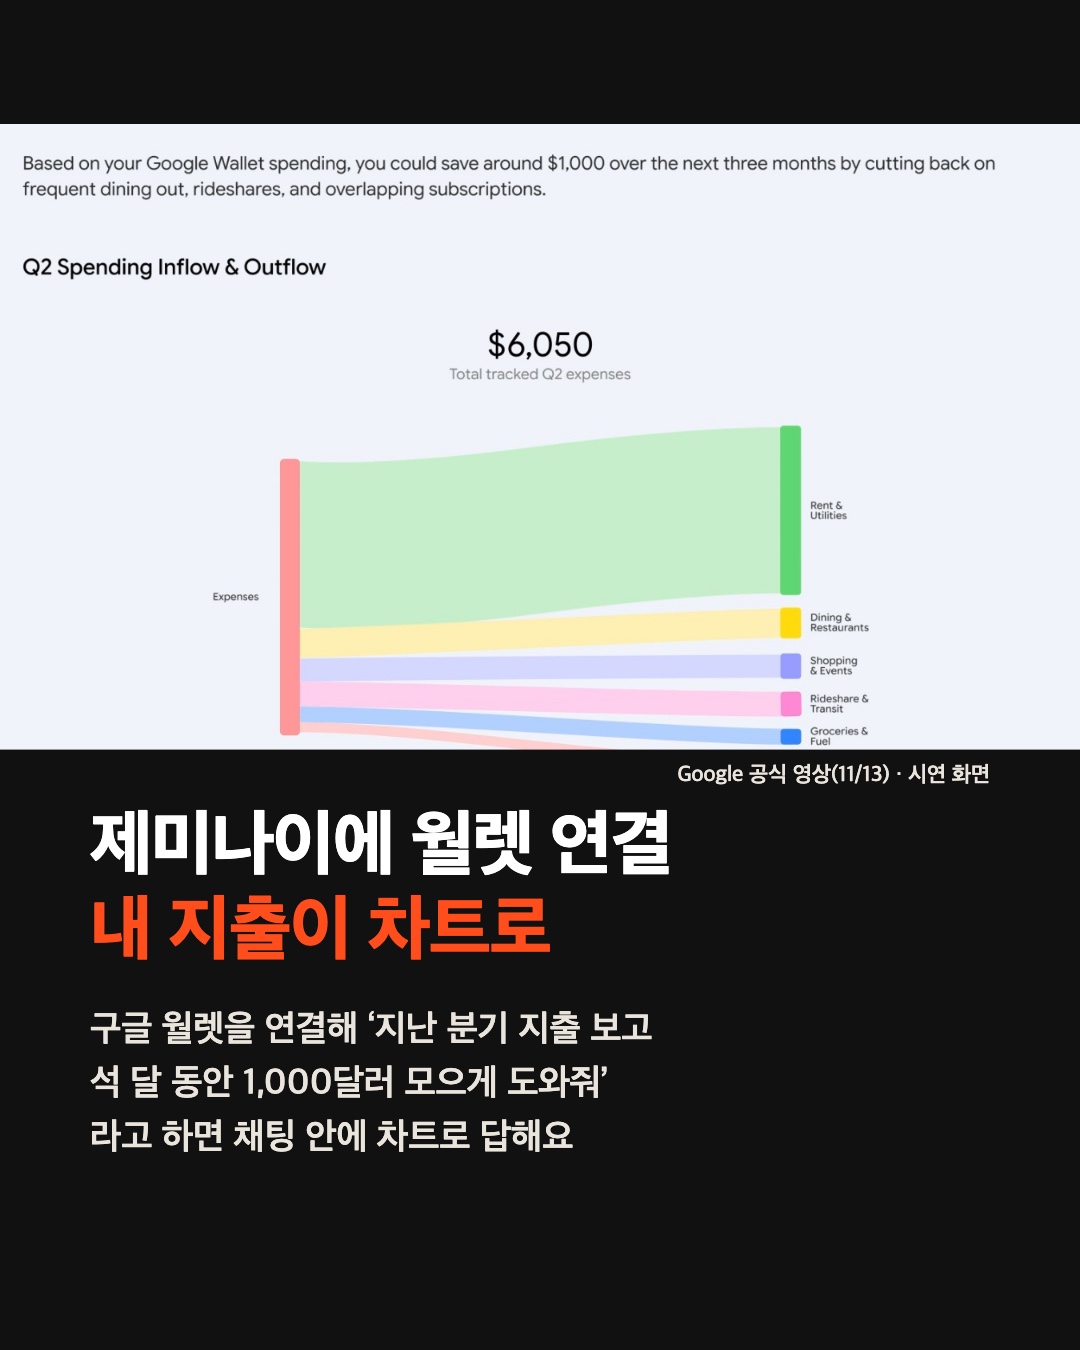 Based on your Google Wallet spending, you could save around $1,000 over the next three months by cutting back on
frequent dining out, rideshares, and overlapping subscriptions.
Q2 Spending Inflow & Outflow
$6,050
Total tracked Q2 expenses
Expenses
Rent &
Utilities
Dining &
Restaurants
Shopping
& Events
Rideshare &
Transit
Groceries &
Fuel
Google 공식 영상(11/13) · 시연 화면
제미나이에 월렛 연결
내 지출이 차트로
구글 월렛을 연결해 ‘지난 분기 지출 보고
석 달 동안 1,000달러 모으게 도와줘’
라고 하면 채팅 안에 차트로 답해요